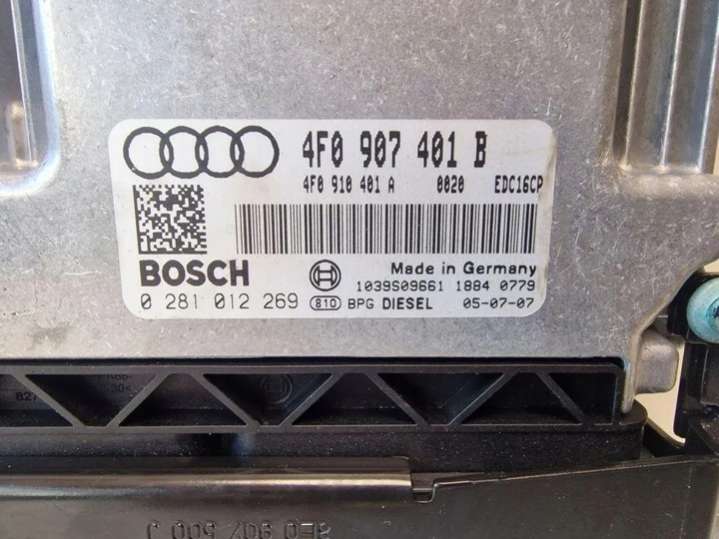 4F0 907 401 B
4F0 910 401 A 0020 EDC16CP
BOSCH Made in Germany
1039S09661 1884 0779
0 281 012 269 810 BPG DIESEL 05-07-07